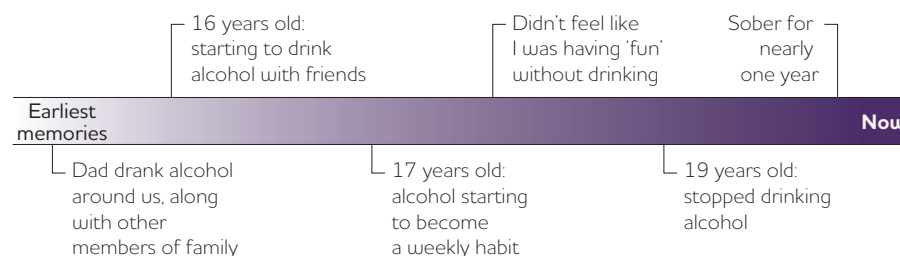 16 years old:
starting to drink
alcohol with friends
Didn’t feel like
I was having ‘fun’
without drinking
Sober for
nearly
one year
Earliest
memories
Now
Dad drank alcohol
around us, along
with other
members of family
17 years old:
alcohol starting
to become
a weekly habit
19 years old:
stopped drinking
alcohol